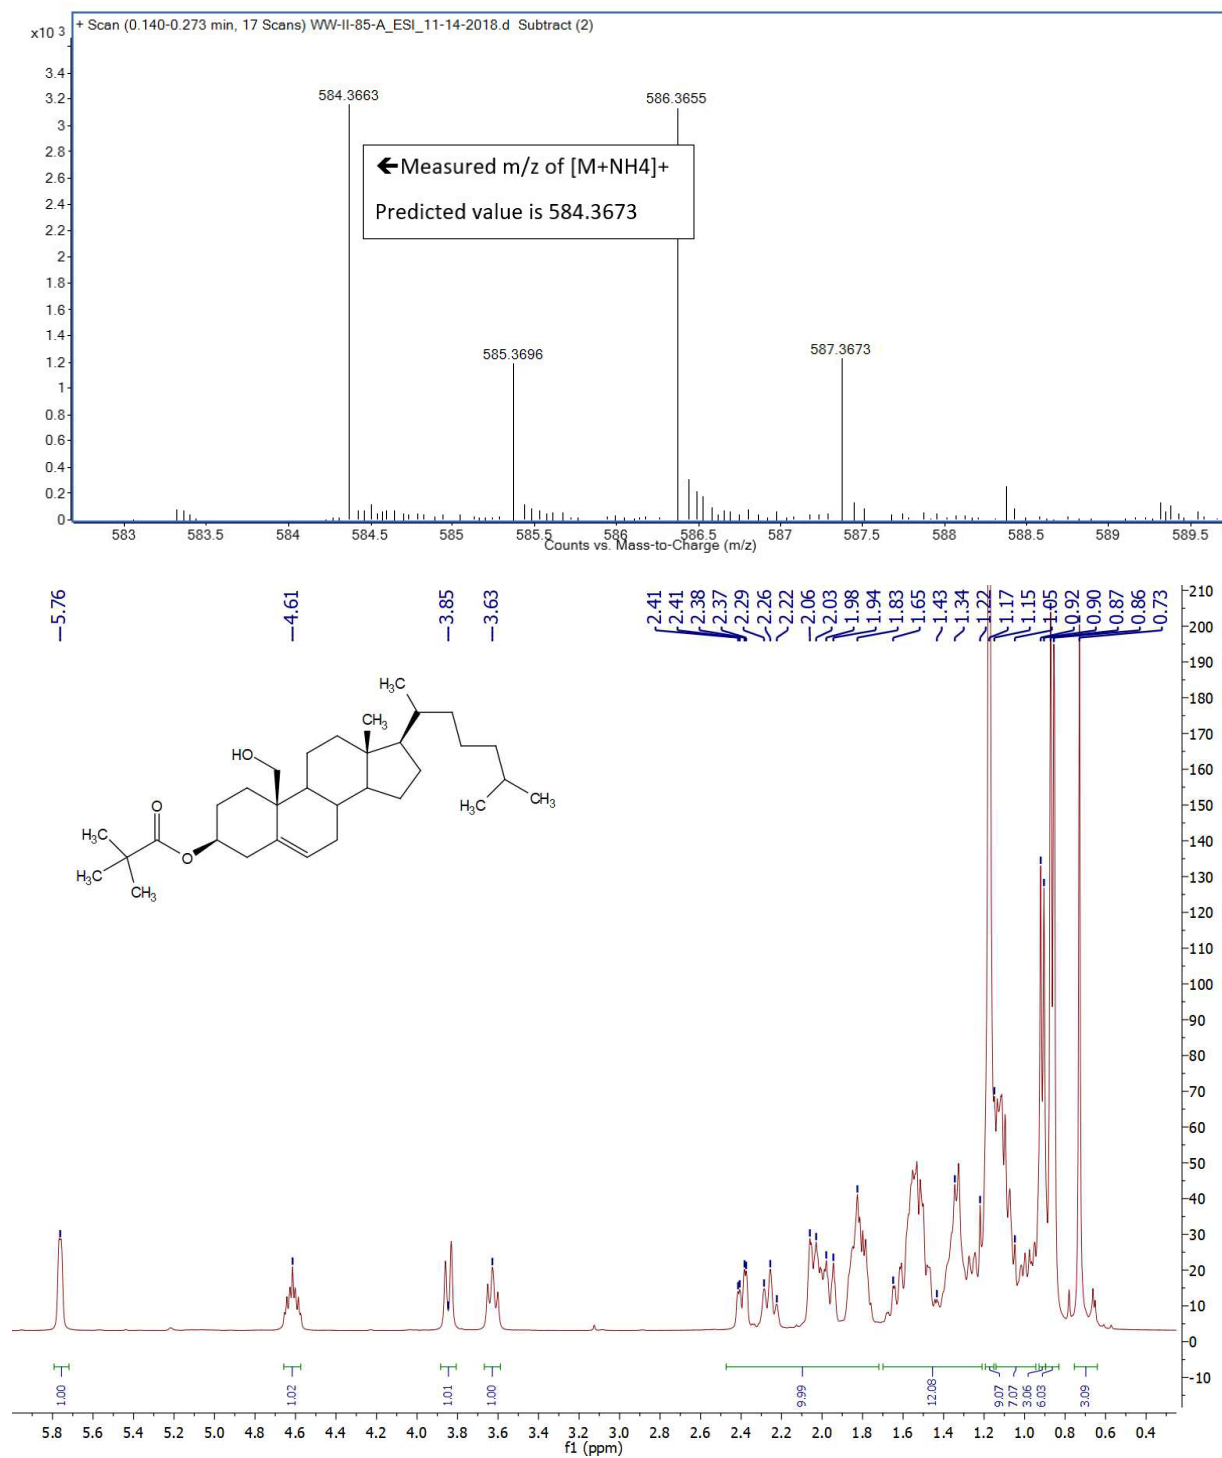 + Scan (0.140-0.273 min, 17 Scans) WW-II-85-A_ESI_11-14-2018.d Subtract (2)
x10 3
3.4
3.2
3
2.8
2.6
2.4
2.2
2
1.8
1.6
1.4
1.2
1
0.8
0.6
0.4
0.2
0
584.3663
586.3655
585.3696
587.3673
←Measured m/z of [M+NH4]+
Predicted value is 584.3673
583 583.5 584 584.5 585 585.5 586 586.5 587 587.5 588 588.5 589 589.5
Counts vs. Mass-to-Charge (m/z)
5.76 4.61 3.85 3.63 2.41 2.41 2.38 2.37 2.29 2.26 2.22 2.06 2.03 1.98 1.94 1.83 1.65 1.43 1.34 1.22 1.17 1.15 1.05 0.92 0.90 0.87 0.86 0.73
H₃C
CH₃
HO
O
H₃C
O
H₃C
CH₃
H₃C
CH₃
210
200
190
180
170
160
150
140
130
120
110
100
90
80
70
60
50
40
30
20
10
0
-10
1.00 1.02 1.01 1.00 9.99 12.08 9.07 7.07 3.06 6.03 3.09
5.8 5.6 5.4 5.2 5.0 4.8 4.6 4.4 4.2 4.0 3.8 3.6 3.4 3.2 3.0 2.8 2.6 2.4 2.2 2.0 1.8 1.6 1.4 1.2 1.0 0.8 0.6 0.4
f1 (ppm)